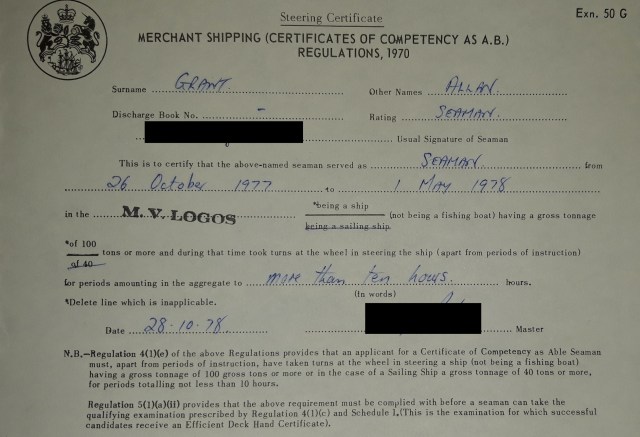 Steering Certificate
Exn. 50 G
MERCHANT SHIPPING (CERTIFICATES OF COMPETENCY AS A.B.)
REGULATIONS, 1970
Surname GRANT. Other Names ALLAN.
Discharge Book No. – Rating SEAMAN.
Usual Signature of Seaman
This is to certify that the above-named seaman served as SEAMAN from
26 October 1977 to 1 MAY 1978
in the M.V. LOGOS *being a ship
being a sailing ship (not being a fishing boat) having a gross tonnage
*of 100
of 40 tons or more and during that time took turns at the wheel in steering the ship (apart from periods of instruction)
for periods amounting in the aggregate to more than ten hours. hours.
(In words)
*Delete line which is inapplicable.
Date 28-10-78. Master
N.B.—Regulation 4(1)(e) of the above Regulations provides that an applicant for a Certificate of Competency as Able Seaman
must, apart from periods of instruction, have taken turns at the wheel in steering a ship (not being a fishing boat)
having a gross tonnage of 100 gross tons or more or in the case of a Sailing Ship a gross tonnage of 40 tons or more,
for periods totalling not less than 10 hours.
Regulation 5(1)(a)(ii) provides that the above requirement must be complied with before a seaman can take the
qualifying examination prescribed by Regulation 4(1)(c) and Schedule I. (This is the examination for which successful
candidates receive an Efficient Deck Hand Certificate).